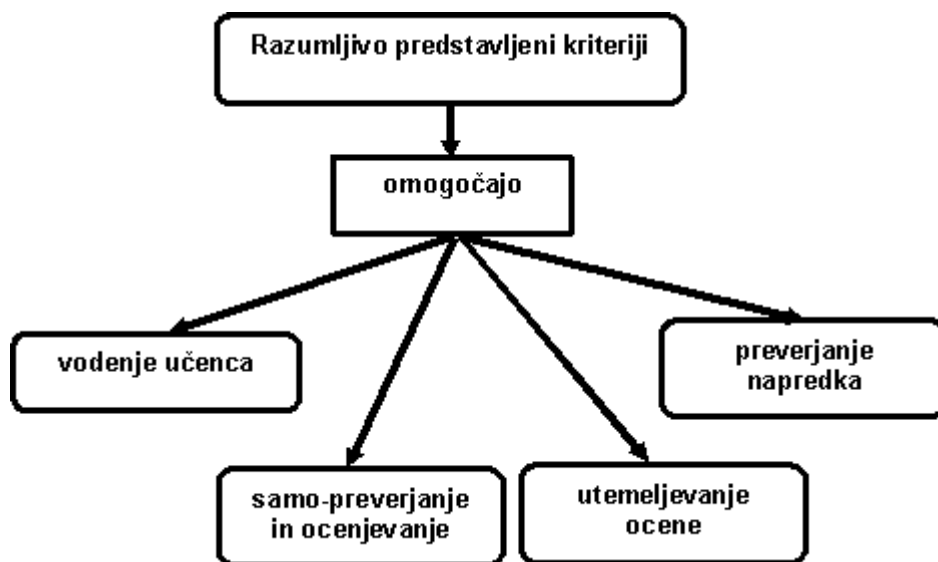 Razumljivo predstavljeni kriteriji
omogočajo
vodenje učenca
preverjanje
napredka
samo-preverjanje
in ocenjevanje
utemeljevanje
ocene